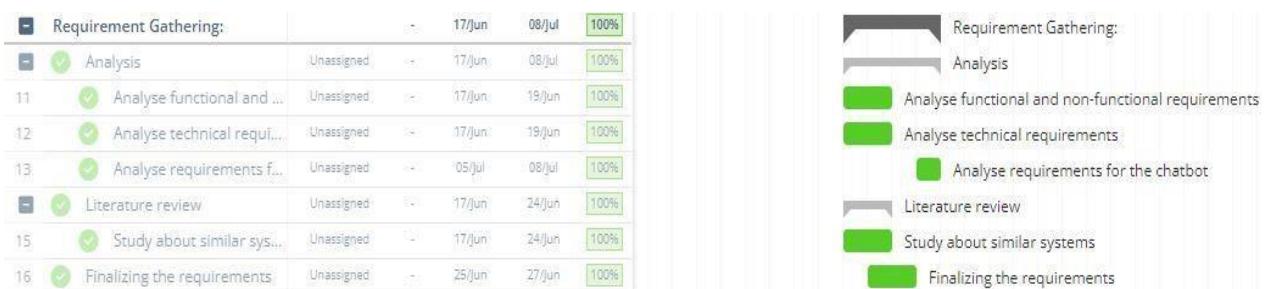 Requirement Gathering: - 17/Jun 08/Jul 100% Requirement Gathering:
Analysis Unassigned - 17/Jun 08/Jul 100% Analysis
11 Analyse functional and ... Unassigned - 17/Jun 19/Jun 100% Analyse functional and non-functional requirements
12 Analyse technical requi... Unassigned - 17/Jun 19/Jun 100% Analyse technical requirements
13 Analyse requirements f... Unassigned - 05/Jul 08/Jul 100% Analyse requirements for the chatbot
Literature review Unassigned - 17/Jun 24/Jun 100% Literature review
15 Study about similar sys... Unassigned - 17/Jun 24/Jun 100% Study about similar systems
16 Finalizing the requirements Unassigned - 25/Jun 27/Jun 100% Finalizing the requirements